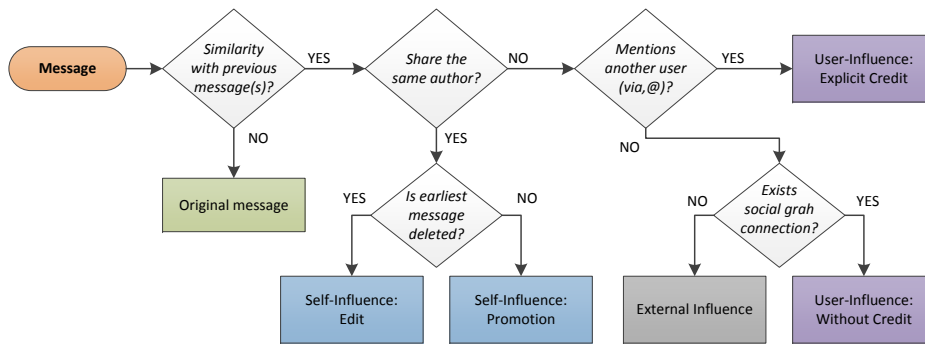 Message
Similarity
with previous
message(s)?
YES
NO
Original message
Share the
same author?
NO
YES
Is earliest
message
deleted?
YES
NO
Self-Influence:
Edit
Self-Influence:
Promotion
Mentions
another user
(via,@)?
YES
NO
User-Influence:
Explicit Credit
Exists
social grah
connection?
NO
YES
External Influence
User-Influence:
Without Credit